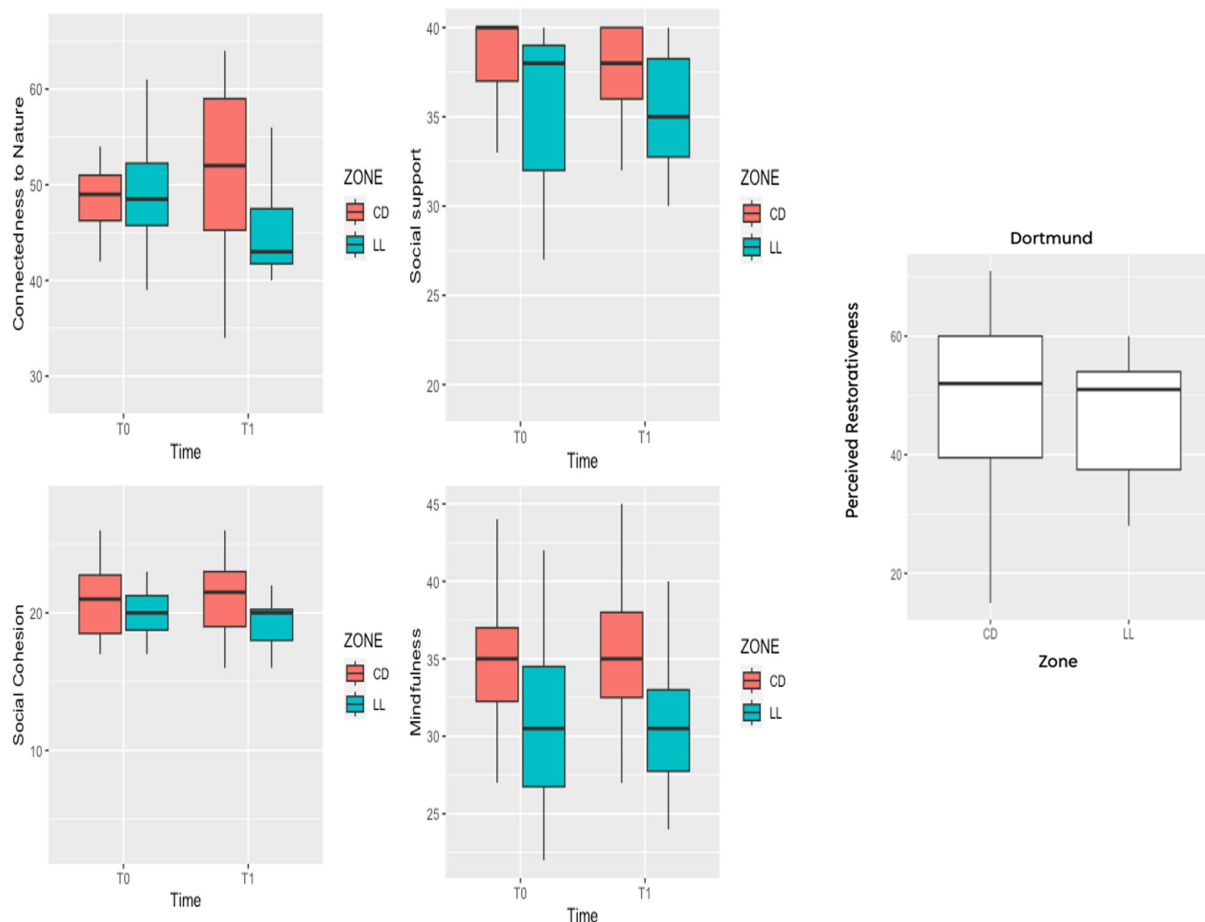 Connectedness to Nature
60
50
40
30
T0
T1
Time
ZONE
CD
LL
Social support
40
35
30
25
20
T0
T1
Time
ZONE
CD
LL
Dortmund
Perceived Restorativeness
60
40
20
CD
LL
Zone
Social Cohesion
20
10
T0
T1
Time
ZONE
CD
LL
Mindfulness
45
40
35
30
25
T0
T1
Time
ZONE
CD
LL